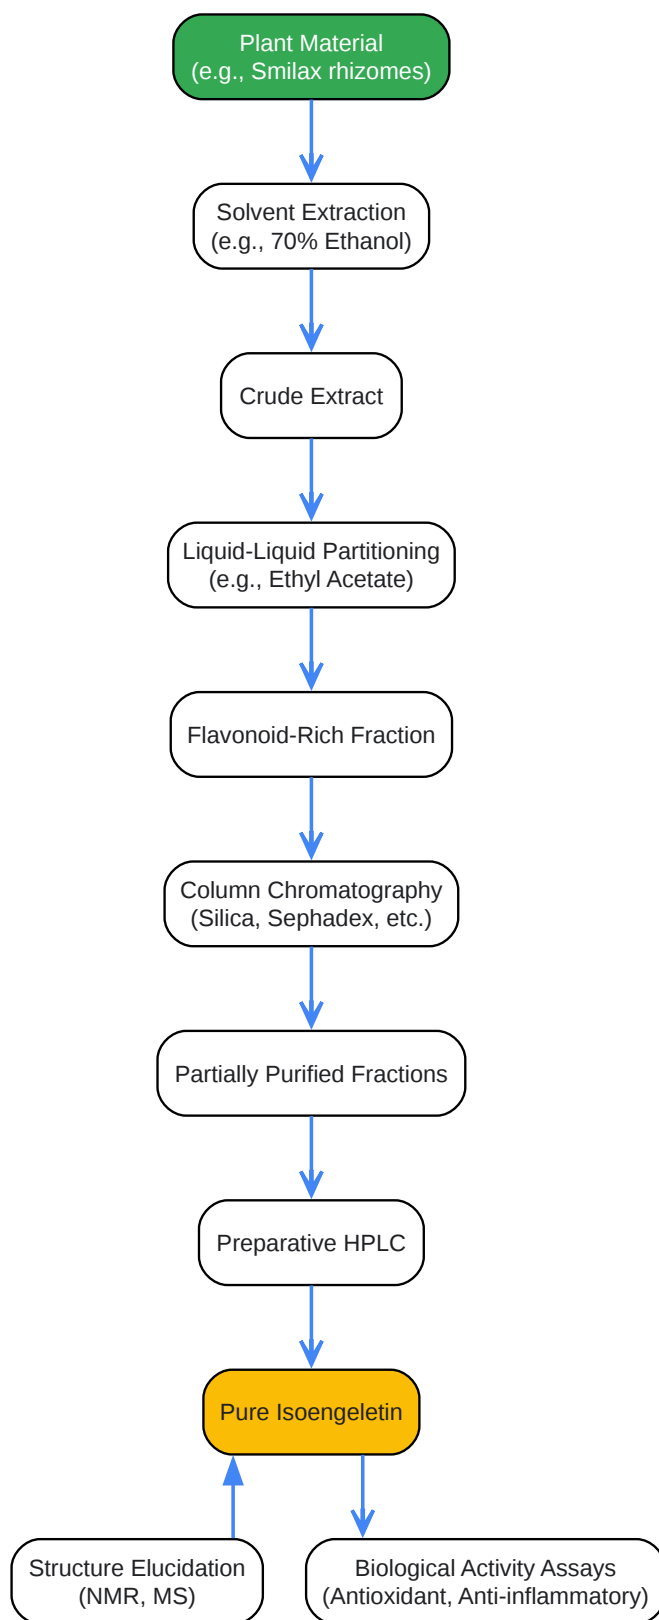 Plant Material
(e.g., Smilax rhizomes)
Solvent Extraction
(e.g., 70% Ethanol)
Crude Extract
Liquid-Liquid Partitioning
(e.g., Ethyl Acetate)
Flavonoid-Rich Fraction
Column Chromatography
(Silica, Sephadex, etc.)
Partially Purified Fractions
Preparative HPLC
Pure Isoengeletin
Structure Elucidation
(NMR, MS)
Biological Activity Assays
(Antioxidant, Anti-inflammatory)